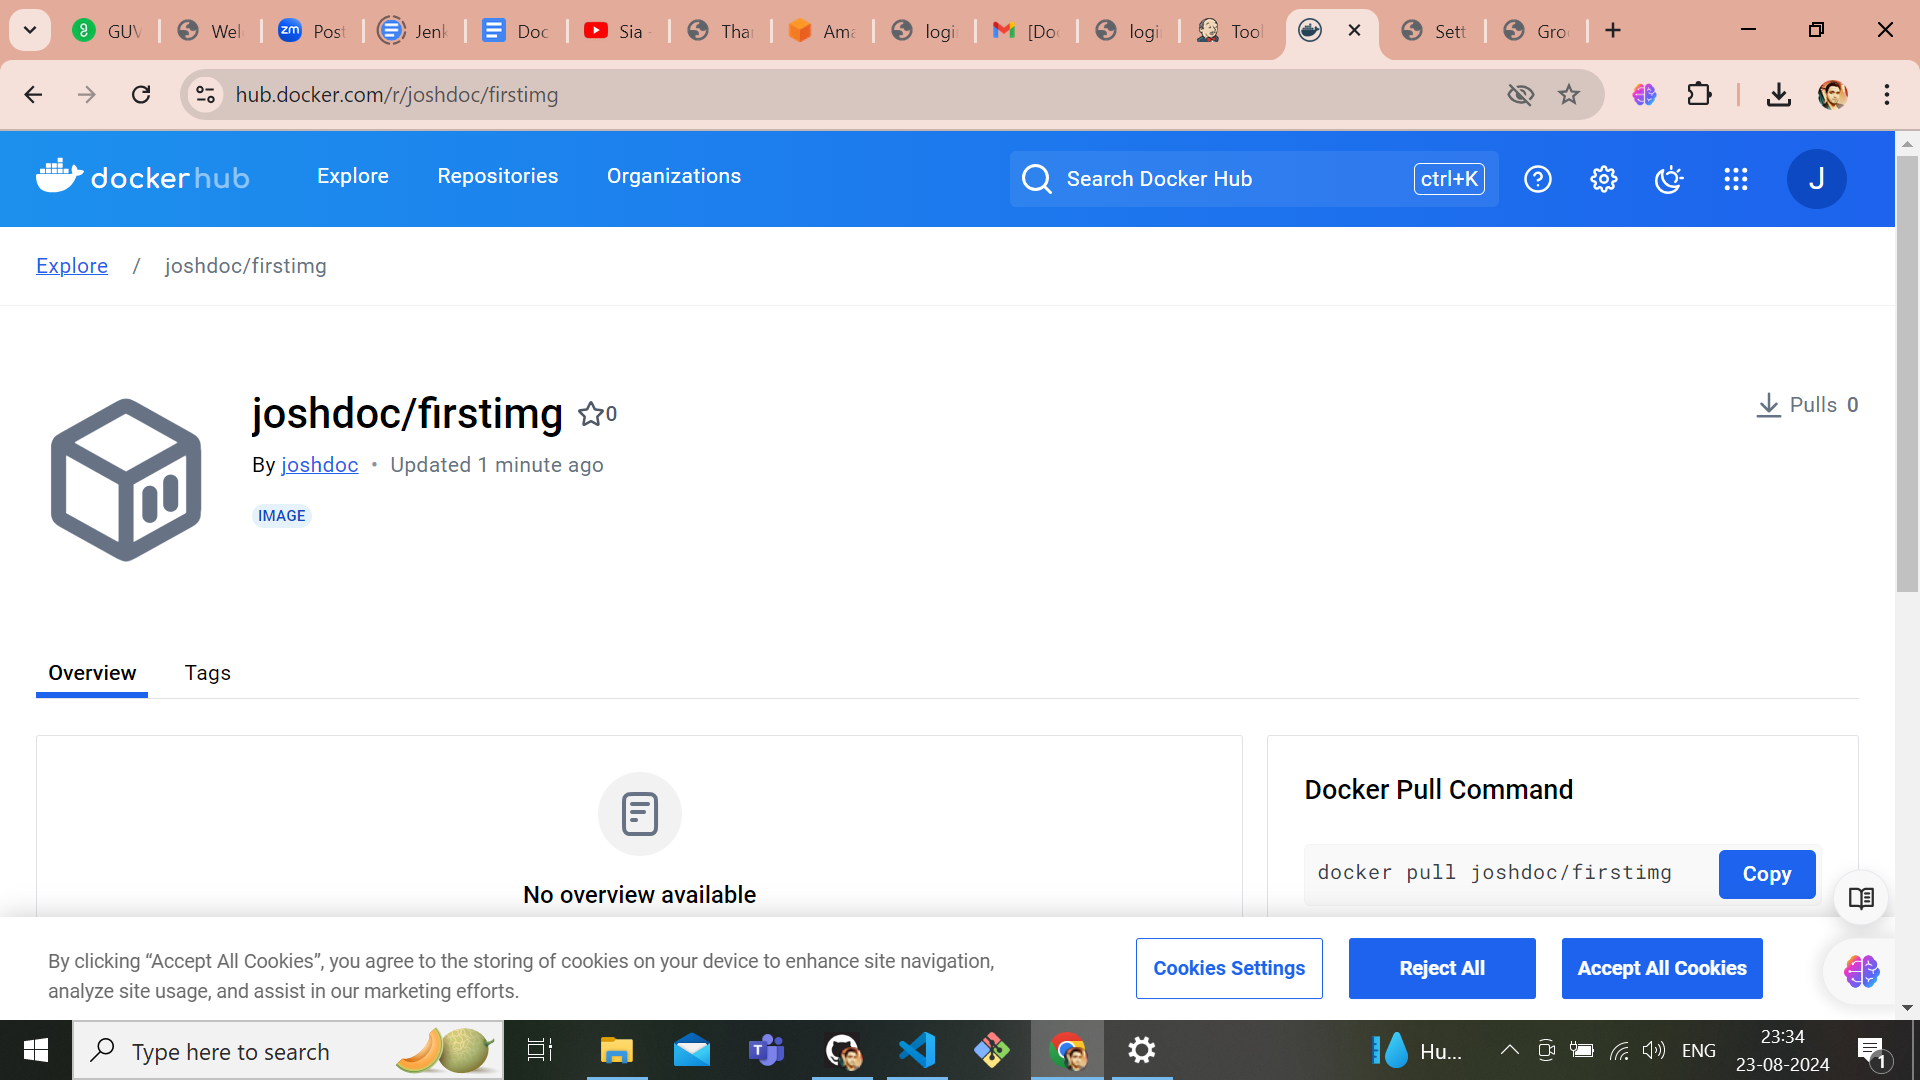 GUV
Wel
zm
Post
Jenk
Doc
Sia
Tha
Ama
logi
[Doc
logi
Tool
Sett
Gro
hub.docker.com/r/joshdoc/firstimg
docker hub
Explore
Repositories
Organizations
Search Docker Hub
ctrl+K
J
Explore / joshdoc/firstimg
joshdoc/firstimg 0
Pulls 0
By joshdoc • Updated 1 minute ago
IMAGE
Overview
Tags
No overview available
Docker Pull Command
docker pull joshdoc/firstimg
Copy
By clicking “Accept All Cookies”, you agree to the storing of cookies on your device to enhance site navigation,
analyze site usage, and assist in our marketing efforts.
Cookies Settings
Reject All
Accept All Cookies
Type here to search
Hu...
ENG
23:34
23-08-2024
1